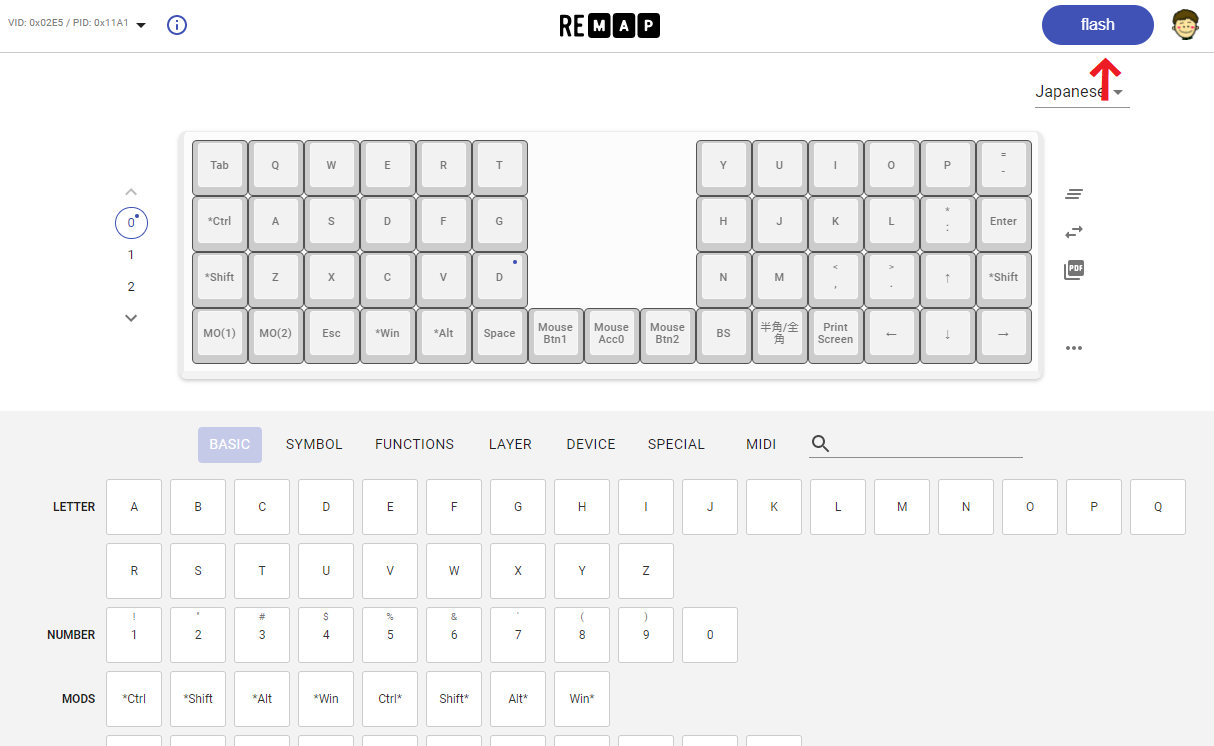 VID: 0x02E5 / PID: 0x11A1
RE MAP
flash
Japanese
Tab Q W E R T Y U I O P = -
0
*Ctrl A S D F G H J K L * : Enter
1
*Shift Z X C V D N M < , > . ↑ *Shift
2
PDF
MO(1) MO(2) Esc *Win *Alt Space Mouse Btn1 Mouse Acc0 Mouse Btn2 BS 半角/全角 Print Screen ← ↓ →
BASIC SYMBOL FUNCTIONS LAYER DEVICE SPECIAL MIDI
LETTER A B C D E F G H I J K L M N O P Q
R S T U V W X Y Z
! " # $ % & ' ( )
NUMBER 1 2 3 4 5 6 7 8 9 0
MODS *Ctrl *Shift *Alt *Win Ctrl* Shift* Alt* Win*